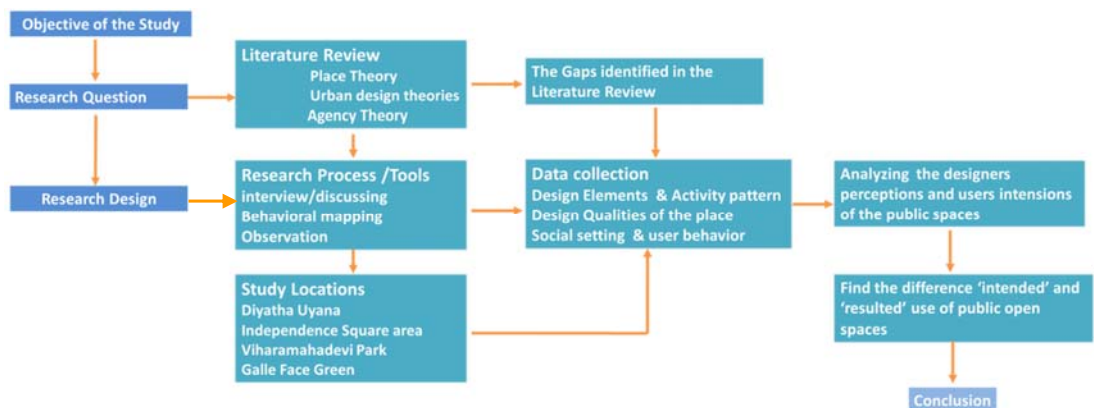 Objective of the Study
Research Question
Research Design
Literature Review
Place Theory
Urban design theories
Agency Theory
Research Process /Tools
interview/discussing
Behavioral mapping
Observation
Study Locations
Diyatha Uyana
Independence Square area
Viharamahadevi Park
Galle Face Green
The Gaps identified in the
Literature Review
Data collection
Design Elements & Activity pattern
Design Qualities of the place
Social setting & user behavior
Analyzing the designers
perceptions and users intensions
of the public spaces
Find the difference ‘intended’ and
‘resulted’ use of public open
spaces
Conclusion